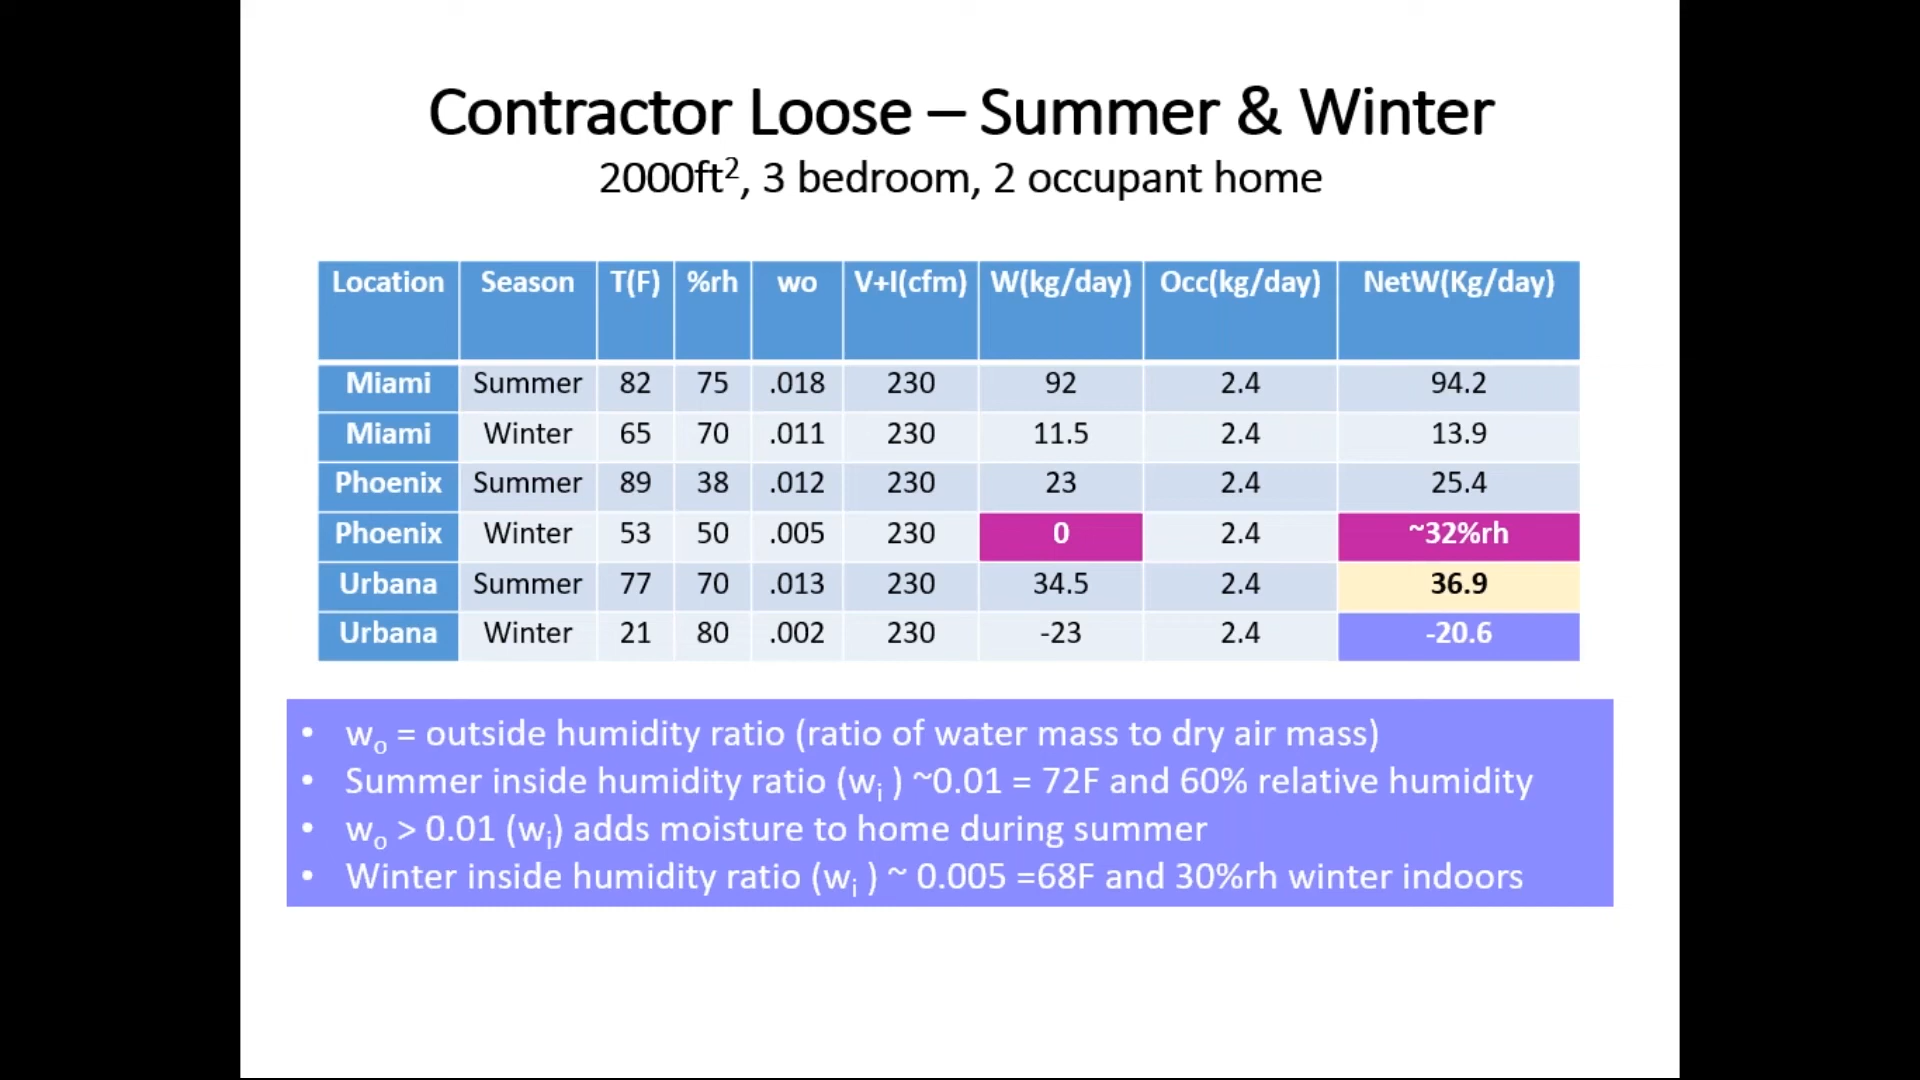 Contractor Loose – Summer & Winter
2000ft², 3 bedroom, 2 occupant home
Location Season T(F) %rh wo V+I(cfm) W(kg/day) Occ(kg/day) NetW(Kg/day)
Miami Summer 82 75 .018 230 92 2.4 94.2
Miami Winter 65 70 .011 230 11.5 2.4 13.9
Phoenix Summer 89 38 .012 230 23 2.4 25.4
Phoenix Winter 53 50 .005 230 0 2.4 ~32%rh
Urbana Summer 77 70 .013 230 34.5 2.4 36.9
Urbana Winter 21 80 .002 230 -23 2.4 -20.6
• wₒ = outside humidity ratio (ratio of water mass to dry air mass)
• Summer inside humidity ratio (wᵢ ) ~0.01 = 72F and 60% relative humidity
• wₒ > 0.01 (wᵢ) adds moisture to home during summer
• Winter inside humidity ratio (wᵢ ) ~ 0.005 =68F and 30%rh winter indoors